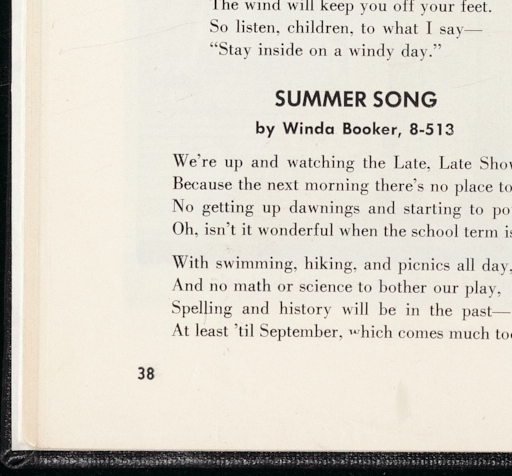 The wind will keep you off your feet.
So listen, children, to what I say—
"Stay inside on a windy day."
SUMMER SONG
by Winda Booker, 8-513
We're up and watching the Late, Late
Because the next morning there's no place to
No getting up dawnings and starting to
Oh, isn't it wonderful when the school term
With swimming, hiking, and picnics all day,
And no math or science to bother our play,
Spelling and history will be in the past—
At least 'til September, which comes much
38